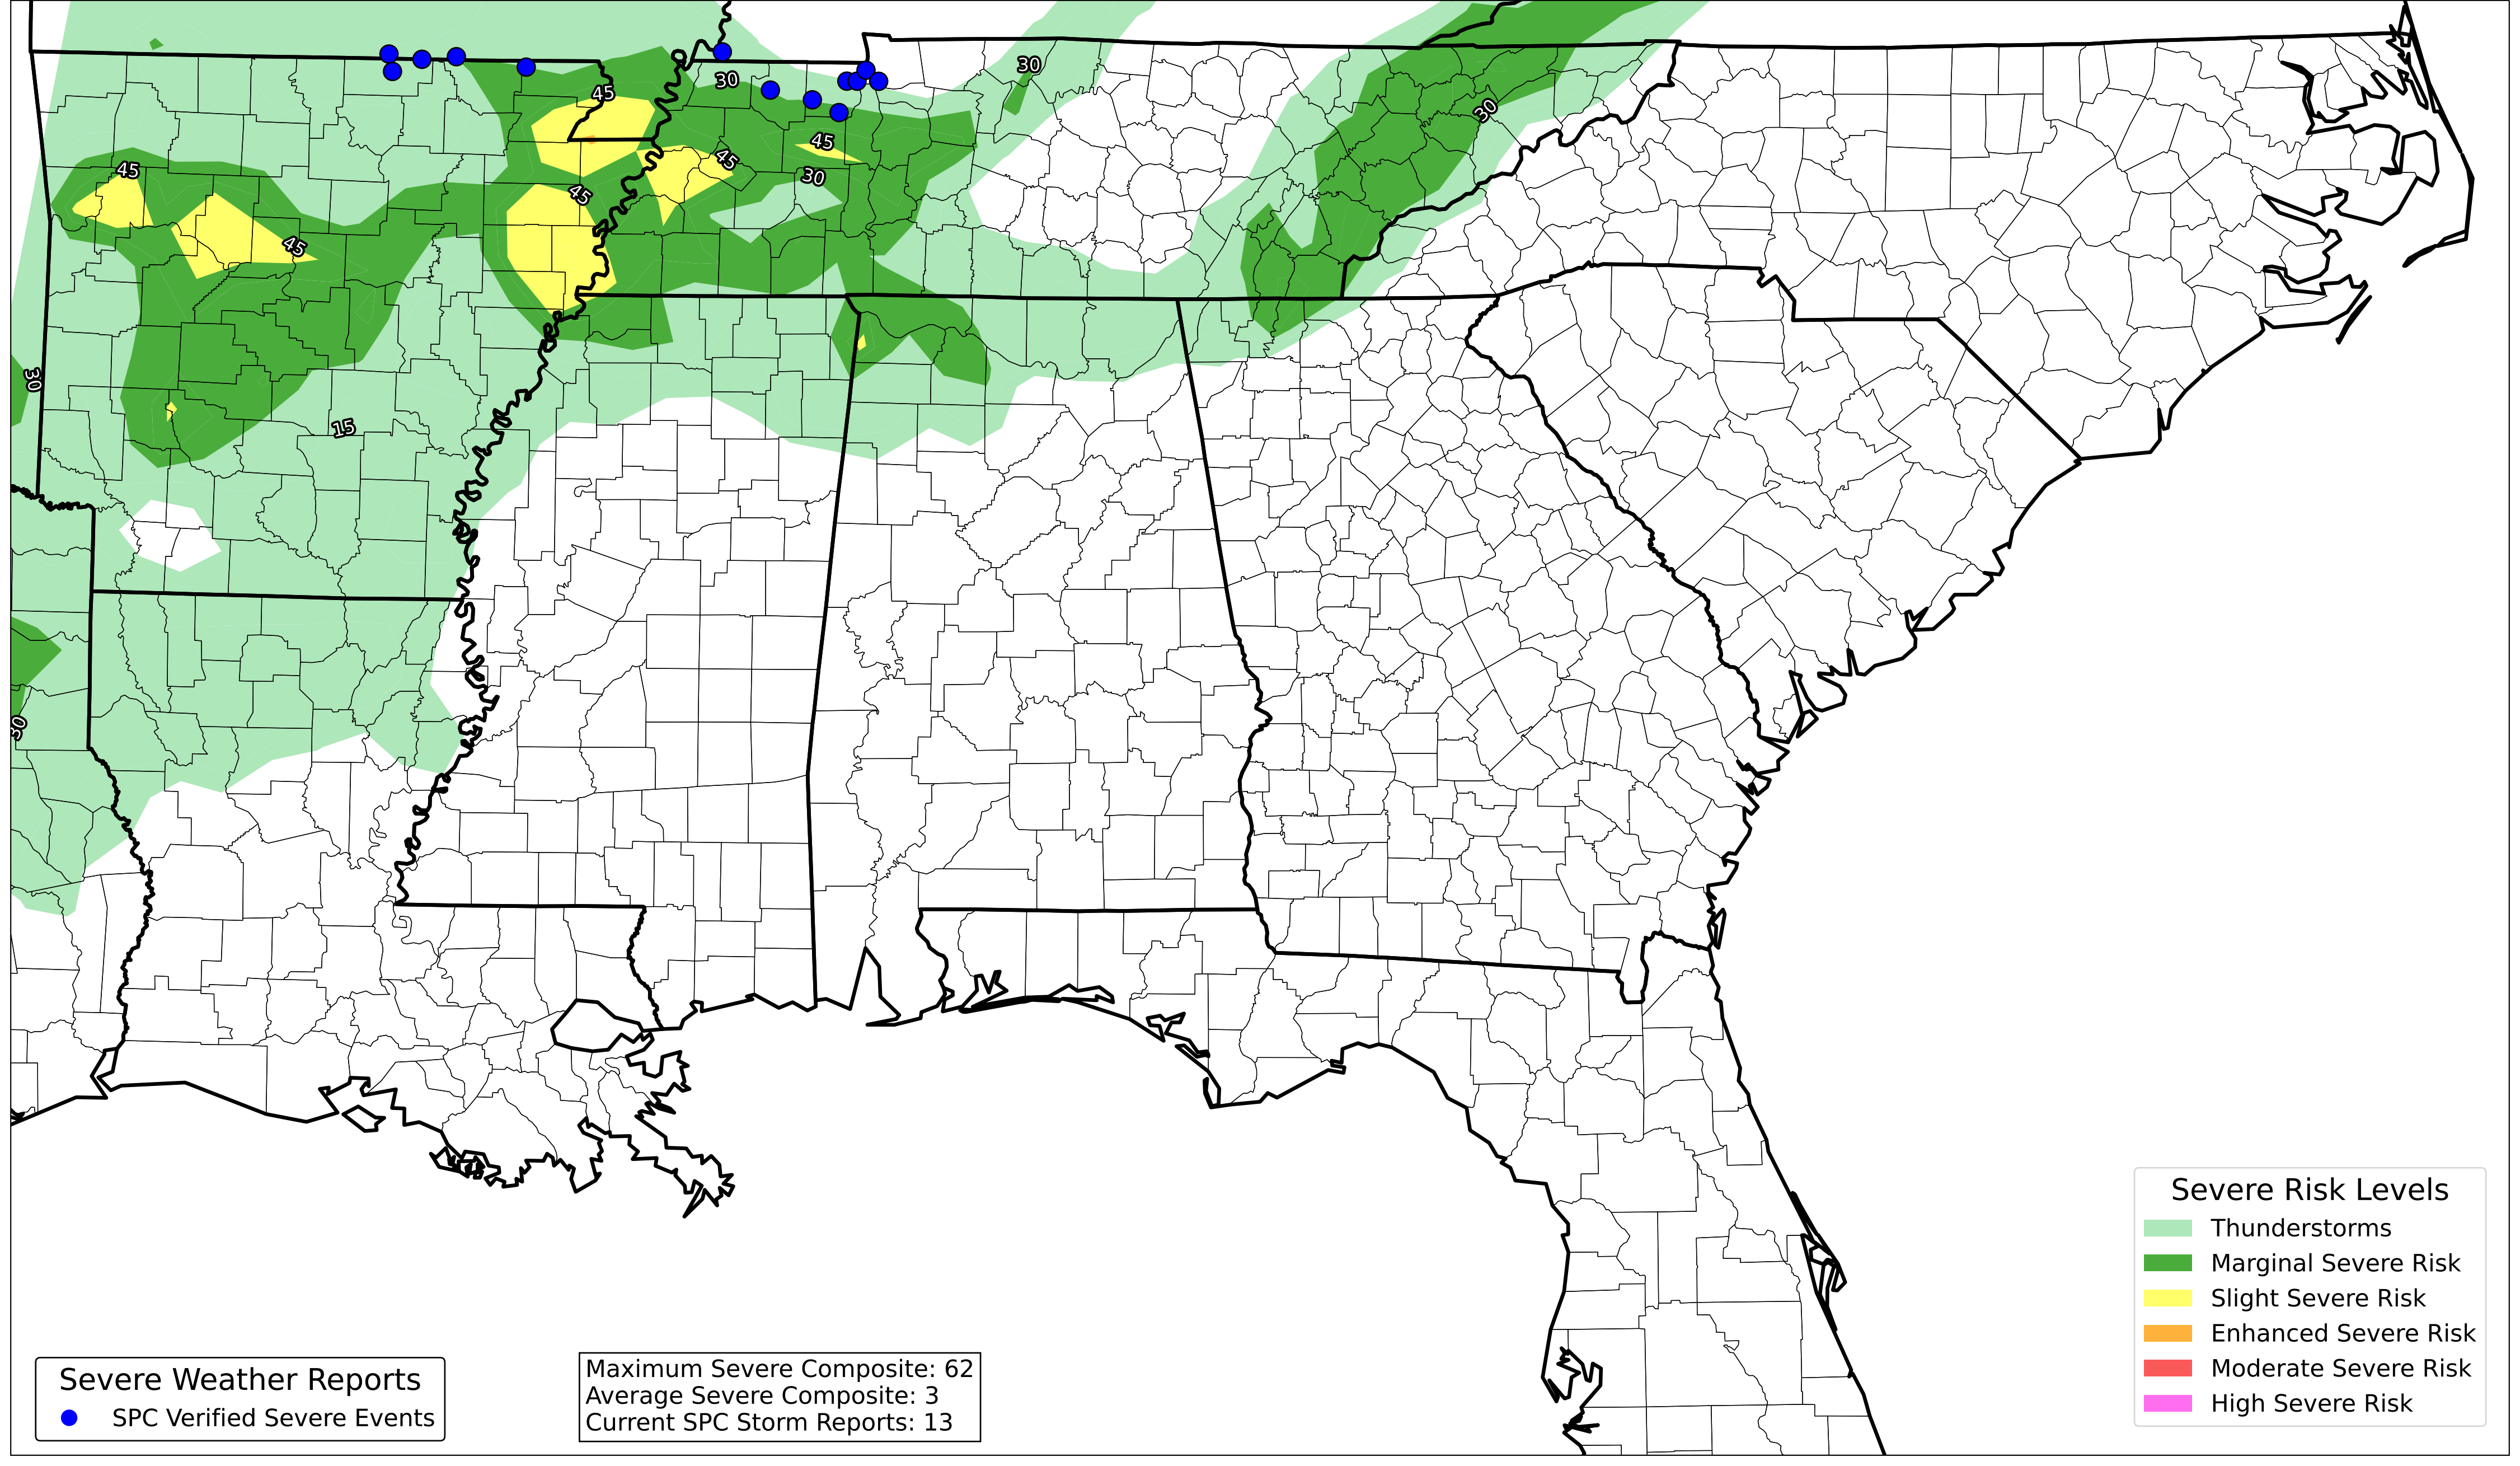 30
30
45
30
45
45
45
30
45
45
30
15
30
Severe Risk Levels
Thunderstorms
Marginal Severe Risk
Slight Severe Risk
Enhanced Severe Risk
Moderate Severe Risk
High Severe Risk
Severe Weather Reports
SPC Verified Severe Events
Maximum Severe Composite: 62
Average Severe Composite: 3
Current SPC Storm Reports: 13